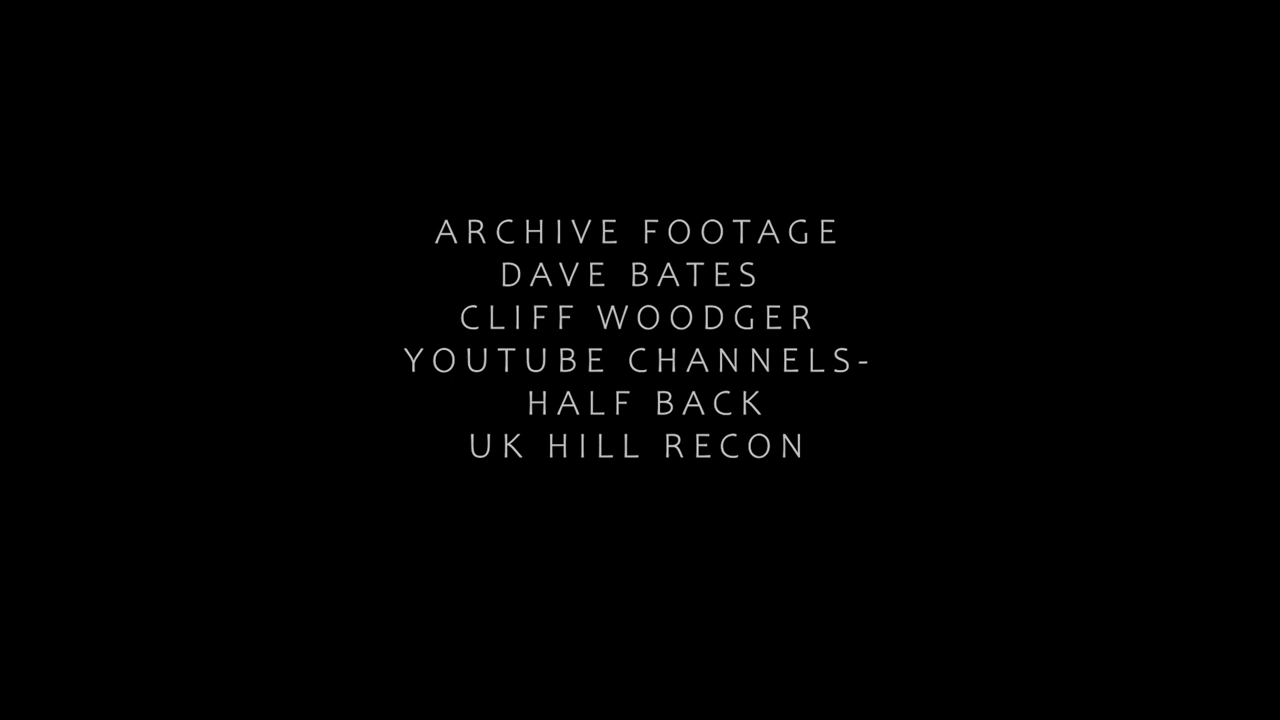 ARCHIVE FOOTAGE
DAVE BATES
CLIFF WOODGER
YOUTUBE CHANNELS-
HALF BACK
UK HILL RECON